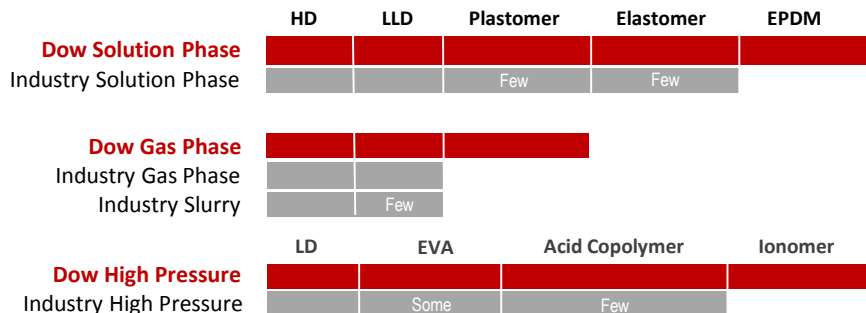 HD LLD Plastomer Elastomer EPDM
Dow Solution Phase
Industry Solution Phase Few Few
Dow Gas Phase
Industry Gas Phase
Industry Slurry Few
LD EVA Acid Copolymer Ionomer
Dow High Pressure
Industry High Pressure Some Few